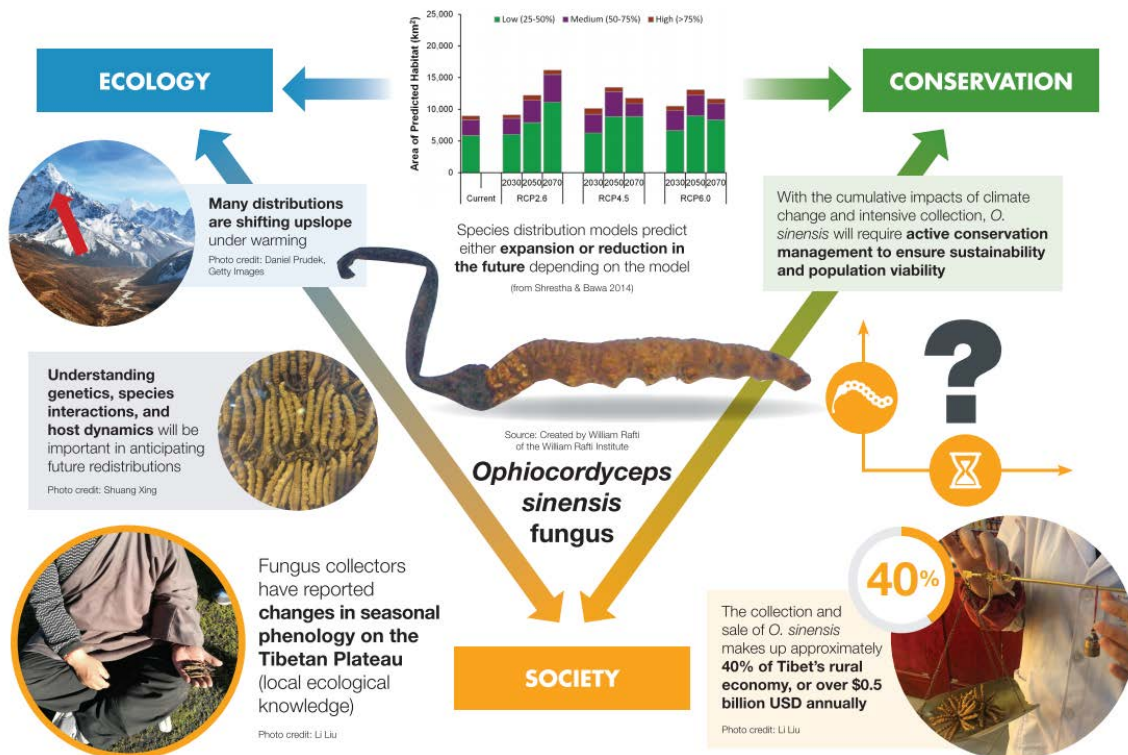 25,000
20,000
15,000
10,000
5,000
0
Area of Predicted Habitat (km²)
Low (25-50%) Medium (50-75%) High (>75%)
2030 2050 2070 2030 2050 2070 2030 2050 2070
Current RCP2.6 RCP4.5 RCP6.0
ECOLOGY
CONSERVATION
Species distribution models predict
either expansion or reduction in
the future depending on the model
(from Shrestha & Bawa 2014)
Many distributions
are shifting upslope
under warming
Photo credit: Daniel Prudek,
Getty Images
With the cumulative impacts of climate
change and intensive collection, O.
sinensis will require active conservation
management to ensure sustainability
and population viability
Understanding
genetics, species
interactions, and
host dynamics will be
important in anticipating
future redistributions
Photo credit: Shuang Xing
?
Source: Created by William Rafti
of the William Rafti Institute
Ophiocordyceps
sinensis
fungus
Fungus collectors
have reported
changes in seasonal
phenology on the
Tibetan Plateau
(local ecological
knowledge)
Photo credit: Li Liu
SOCIETY
40%
The collection and
sale of O. sinensis
makes up approximately
40% of Tibet's rural
economy, or over $0.5
billion USD annually
Photo credit: Li Liu